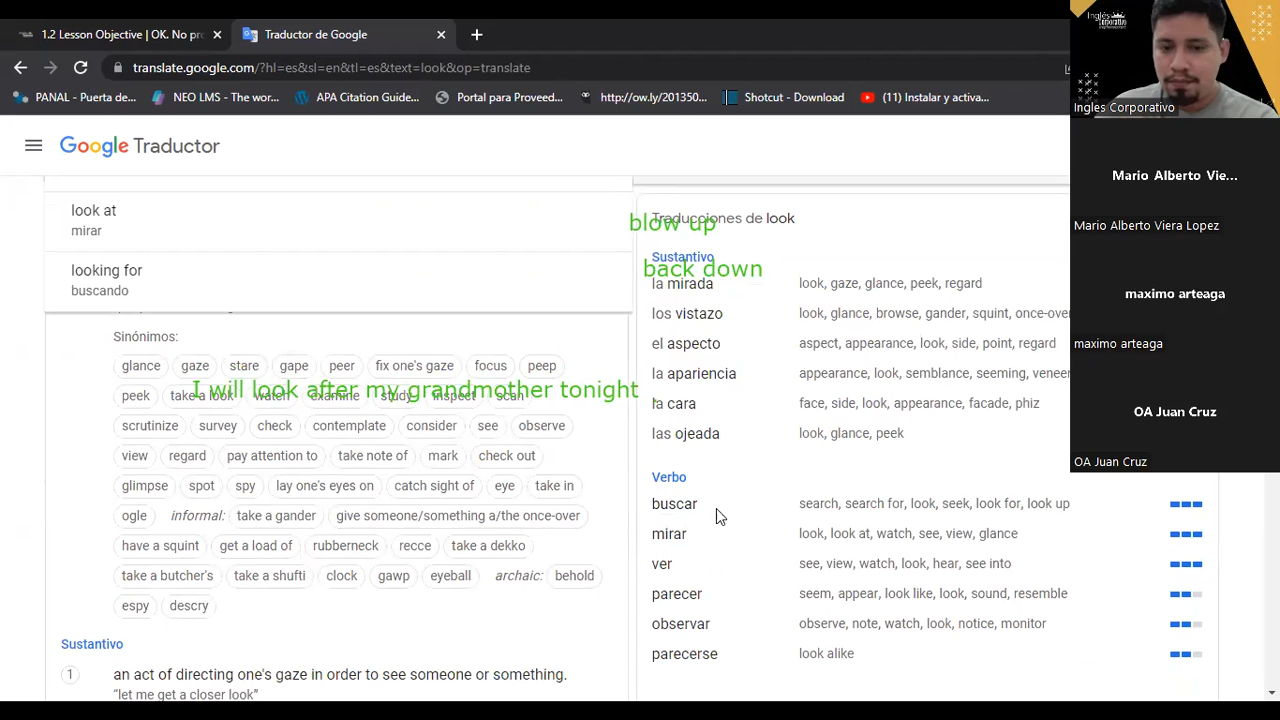 1.2 Lesson Objective | OK. No pro
Traductor de Google
translate.google.com/?hl=es&sl=en&tl=es&text=look&op=translate
PANAL - Puerta de...
NEO LMS - The wor...
APA Citation
Portal para Proveed...
http://ow.ly/201350...
Shotcut - Download
(11) Instalar y activa...
Google Traductor
look at
mirar
looking for
buscando
Sinónimos:
glance gaze stare gape peer fix one's gaze focus peep
peek take a look watch examine study inspect scan
scrutinize survey check contemplate consider see observe
view regard pay attention to take note of mark check out
glimpse spot spy lay one's eyes on catch sight of eye take in
ogle informal: take a gander give someone/something a/the once-over
have a squint get a load of rubberneck recce take a dekko
take a butcher's take a shufti clock gawp eyeball archaic: behold
espy descry
I will look after my grandmother tonight
Sustantivo
1 an act of directing one's gaze in order to see someone or something.
“let me get a closer look”
blow up
back down
Traducciones de look
Sustantivo
la mirada look, gaze, glance, peek, regard
los vistazo look, glance, browse, gander, squint, once-over
el aspecto aspect, appearance, look, side, point, regard
la apariencia appearance, look, semblance, seeming, veneer
la cara face, side, look, appearance, facade, phiz
las ojeada look, glance, peek
Verbo
buscar search, search for, look, seek, look for, look up
mirar look, look at, watch, see, view, glance
ver see, view, watch, look, hear, see into
parecer seem, appear, look like, look, sound, resemble
observar observe, note, watch, look, notice, monitor
parecerse look alike
Inglés
Corporativo
Ingles Corporativo
Mario Alberto Vie...
Mario Alberto Viera Lopez
maximo arteaga
maximo arteaga
OA Juan Cruz
OA Juan Cruz